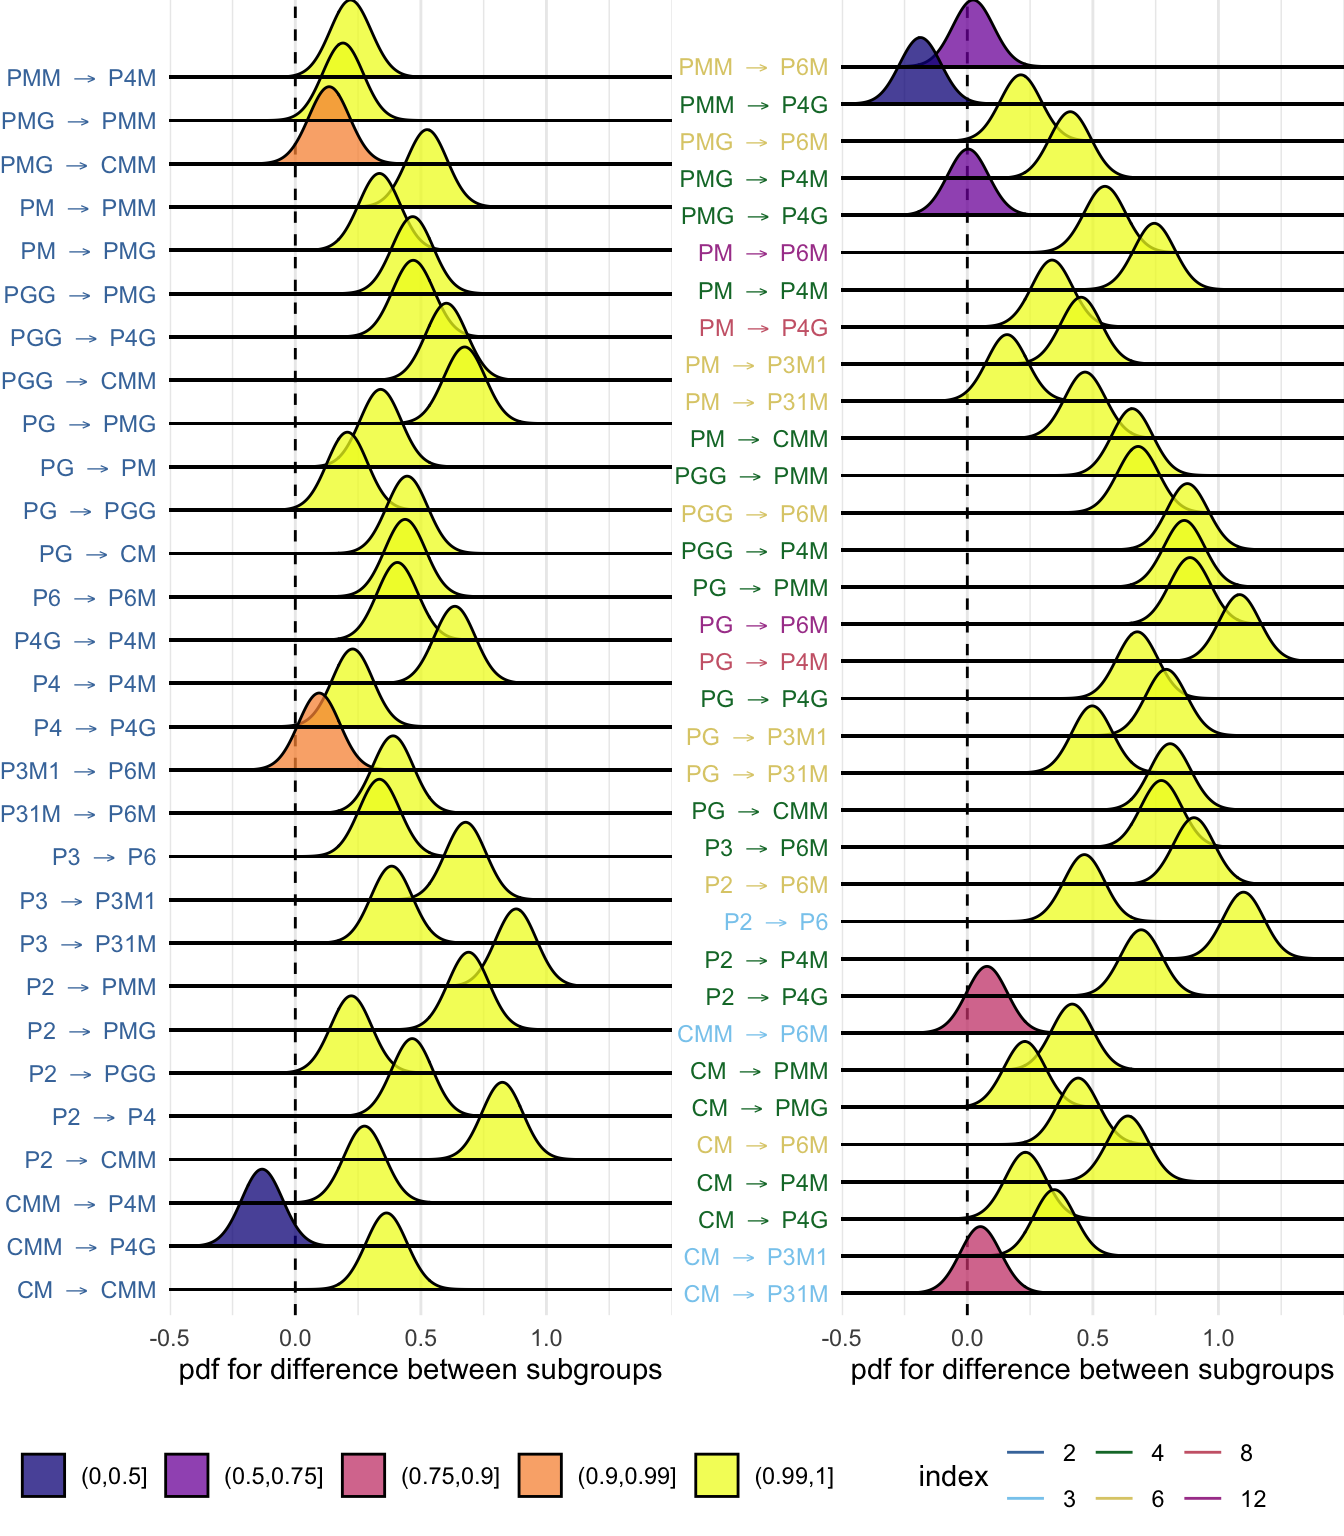 PMM → P4M
PMG → PMM
PMG → CMM
PM → PMM
PM → PMG
PGG → PMG
PGG → P4G
PGG → CMM
PG → PMG
PG → PM
PG → PGG
PG → CM
P6 → P6M
P4G → P4M
P4 → P4M
P4 → P4G
P3M1 → P6M
P31M → P6M
P3 → P6
P3 → P3M1
P3 → P31M
P2 → PMM
P2 → PMG
P2 → PGG
P2 → P4
P2 → CMM
CMM → P4M
CMM → P4G
CM → CMM
-0.5 0.0 0.5 1.0
pdf for difference between subgroups
PMM → P6M
PMM → P4G
PMG → P6M
PMG → P4M
PMG → P4G
PM → P6M
PM → P4M
PM → P4G
PM → P3M1
PM → P31M
PM → CMM
PGG → PMM
PGG → P6M
PGG → P4M
PG → PMM
PG → P6M
PG → P4M
PG → P4G
PG → P3M1
PG → P31M
PG → CMM
P3 → P6M
P2 → P6M
P2 → P6
P2 → P4M
P2 → P4G
CMM → P6M
CM → PMM
CM → PMG
CM → P6M
CM → P4M
CM → P4G
CM → P3M1
CM → P31M
-0.5 0.0 0.5 1.0
pdf for difference between subgroups
(0,0.5] (0.5,0.75] (0.75,0.9] (0.9,0.99] (0.99,1]
index
2 4 8
3 6 12